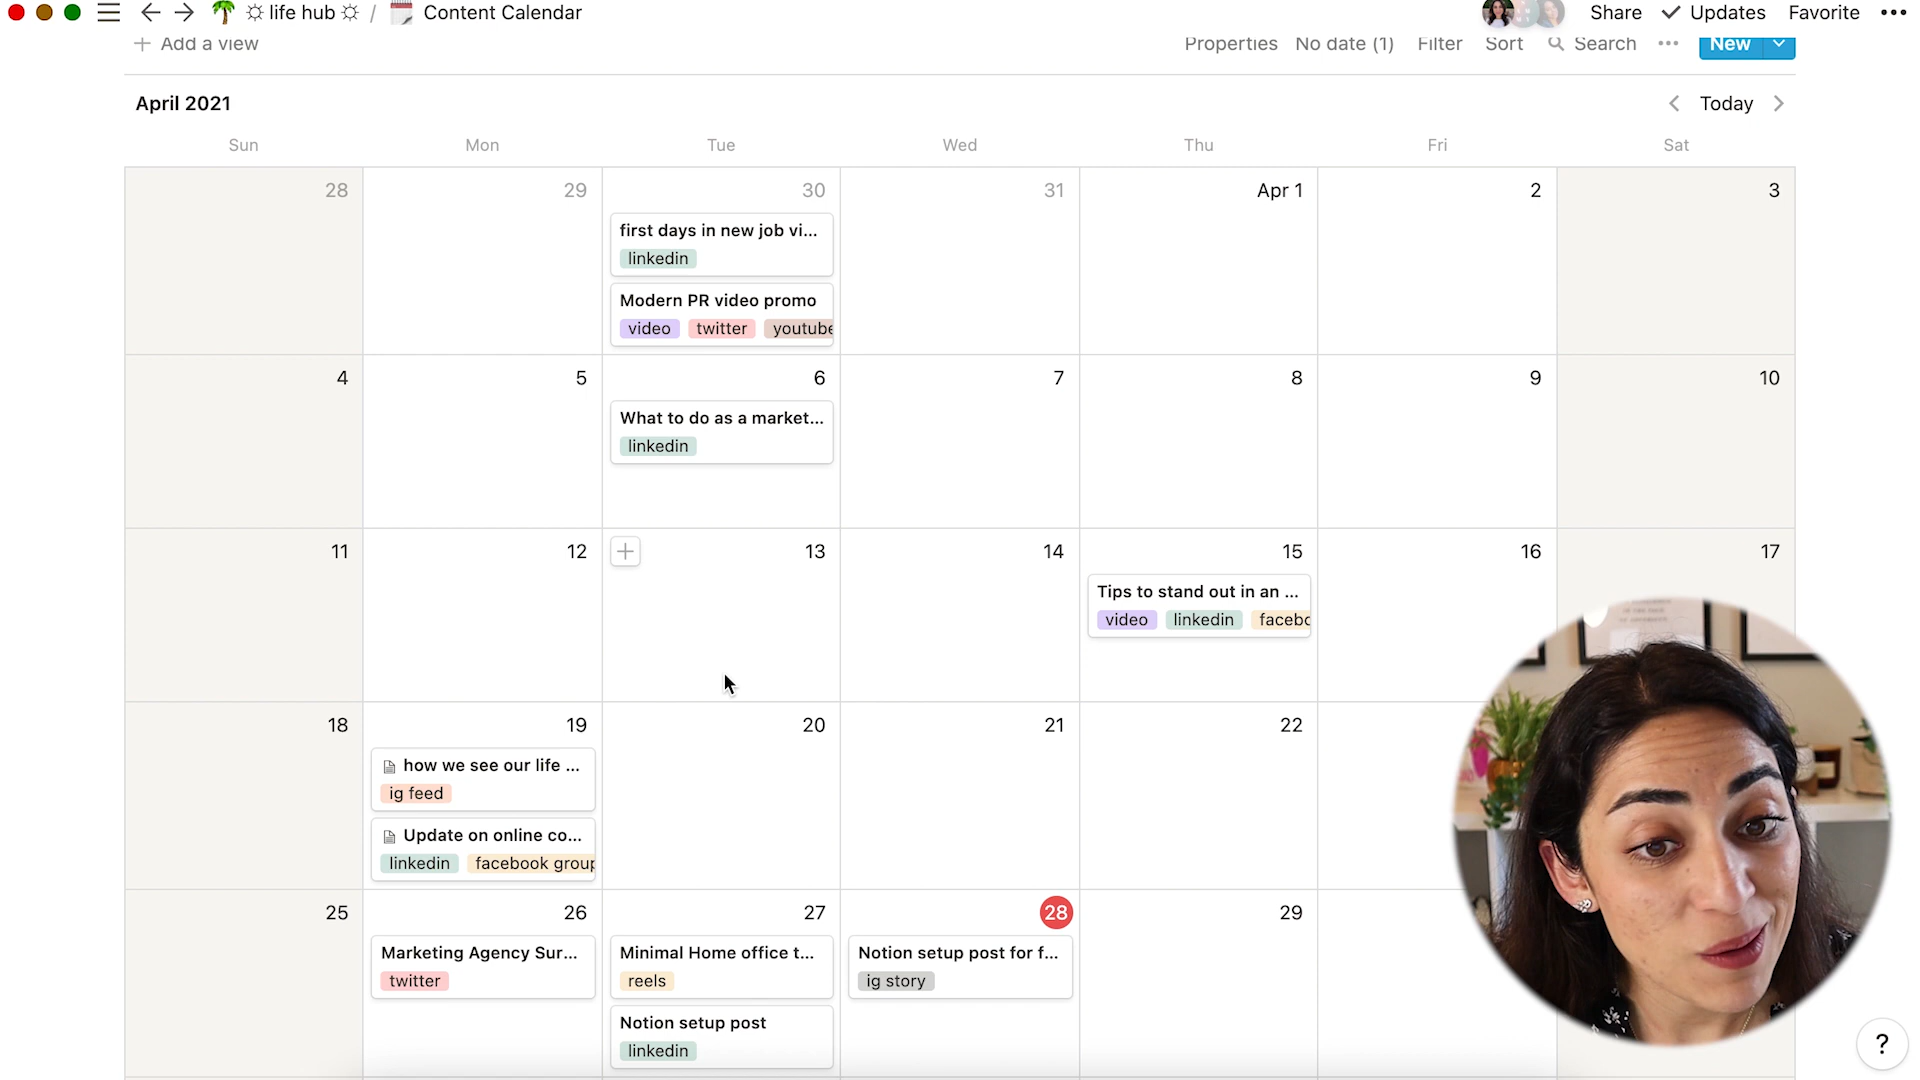 ☼ life hub ☼ / Content Calendar
Share ✓ Updates Favorite •••
+ Add a view
Properties No date (1) Filter Sort Search ••• New
April 2021
< Today >
Sun Mon Tue Wed Thu Fri Sat
28 29 30 31 Apr 1 2 3
first days in new job vi...
linkedin
Modern PR video promo
video twitter youtube
4 5 6 7 8 9 10
What to do as a market...
linkedin
11 12 + 13 14 15 16 17
Tips to stand out in an ...
video linkedin facebo
18 19 20 21 22
how we see our life ...
ig feed
Update on online co...
linkedin facebook group
25 26 27 28 29
Marketing Agency Sur...
twitter
Minimal Home office t...
reels
Notion setup post for f...
ig story
Notion setup post
linkedin
?